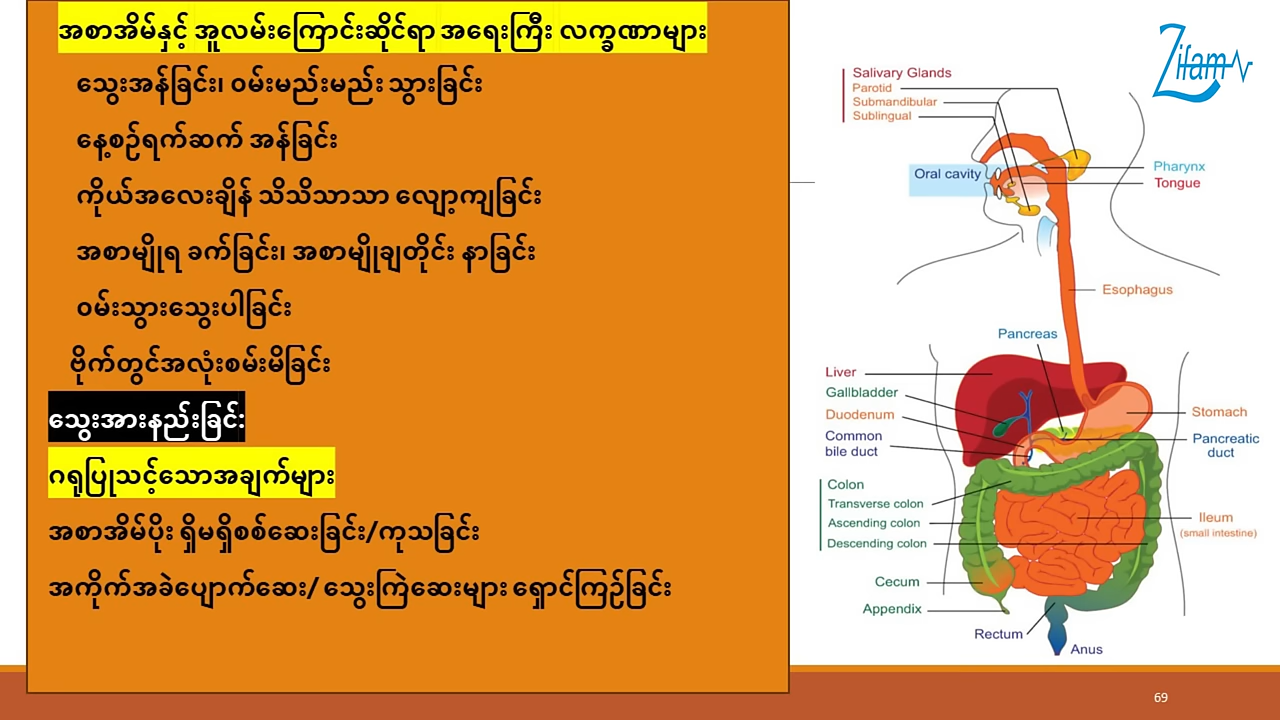 အစာအိမ်နှင့် အူလမ်းကြောင်းဆိုင်ရာ အရေးကြီး လက္ခဏာများ
သွေးအန်ခြင်း၊ ဝမ်းမည်းမည်း သွားခြင်း
နေ့စဉ်ရက်ဆက် အန်ခြင်း
ကိုယ်အလေးချိန် သိသိသာသာ လျော့ကျခြင်း
အစာမျိုရ ခက်ခြင်း၊ အစာမျိုချတိုင်း နာခြင်း
ဝမ်းသွားသွေးပါခြင်း
ဗိုက်တွင်အလုံးစမ်းမိခြင်း
သွေးအားနည်းခြင်း
ဂရုပြုသင့်သောအချက်များ
အစာအိမ်ပိုး ရှိမရှိစစ်ဆေးခြင်း/ကုသခြင်း
အကိုက်အခဲပျောက်ဆေး/ သွေးကြဲဆေးများ ရှောင်ကြဉ်ခြင်း
Zifam
Salivary Glands
Parotid
Submandibular
Sublingual
Oral cavity
Pharynx
Tongue
Esophagus
Pancreas
Liver
Gallbladder
Duodenum
Common
bile duct
Stomach
Pancreatic
duct
Colon
Transverse colon
Ascending colon
Descending colon
Ileum
(small intestine)
Cecum
Appendix
Rectum
Anus
69